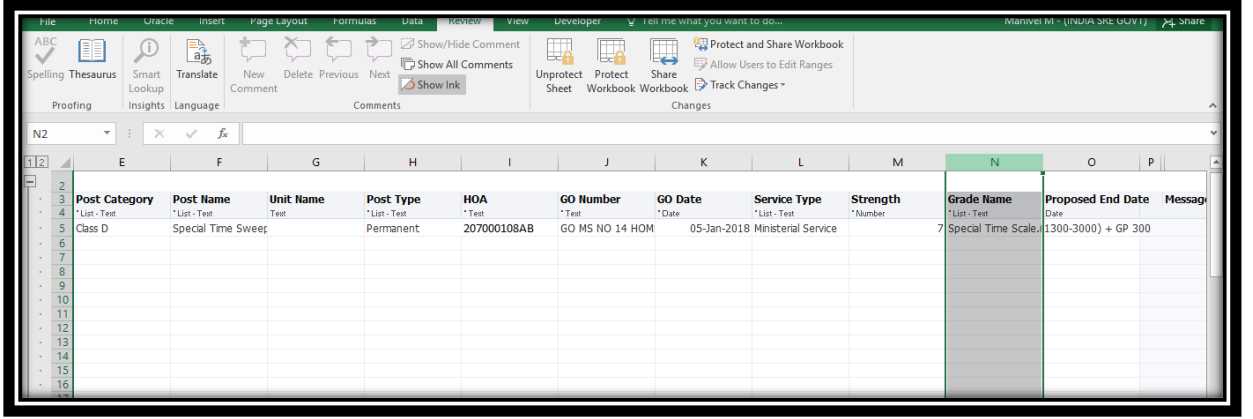 File Home Oracle Insert Page Layout Formulas Data Review View Developer Tell me what you want to do... Manivel M - (INDIA SRE GOVT) Share
ABC
Spelling Thesaurus Smart Lookup Translate New Comment Delete Previous Next Show/Hide Comment Show All Comments Show Ink Unprotect Sheet Protect Workbook Share Workbook Protect and Share Workbook Allow Users to Edit Ranges Track Changes
Proofing Insights Language Comments Changes
N2 fx
1 2 E F G H I J K L M N O P
2
3 Post Category Post Name Unit Name Post Type HOA GO Number GO Date Service Type Strength Grade Name Proposed End Date Message
4 * List - Text * List - Text Text * List - Text * Text * Text * Date * List - Text * Number * List - Text Date
5 Class D Special Time Sweep Permanent 207000108AB GO MS NO 14 HOM 05-Jan-2018 Ministerial Service 7 Special Time Scale.(1300-3000) + GP 300
6
7
8
9
10
11
12
13
14
15
16
17